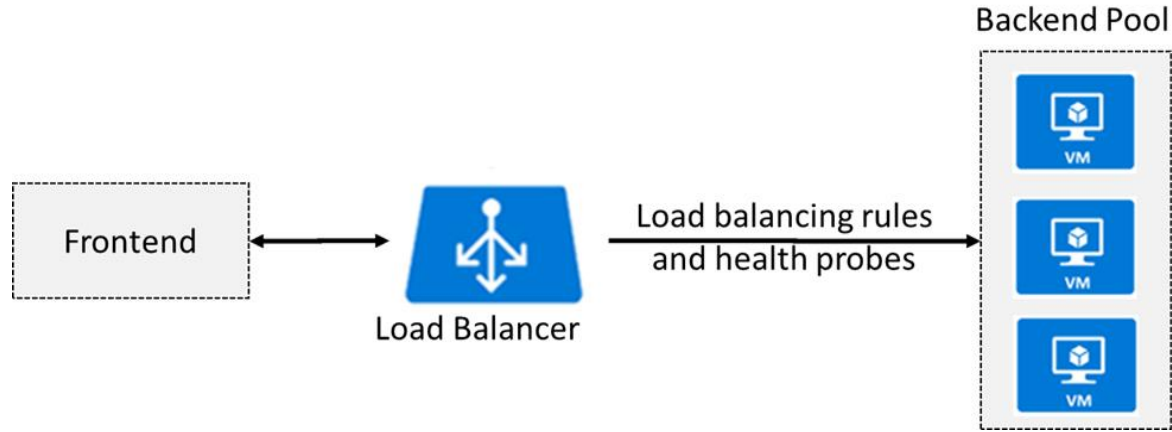 Backend Pool
VM
Frontend
Load balancing rules
and health probes
VM
Load Balancer
VM